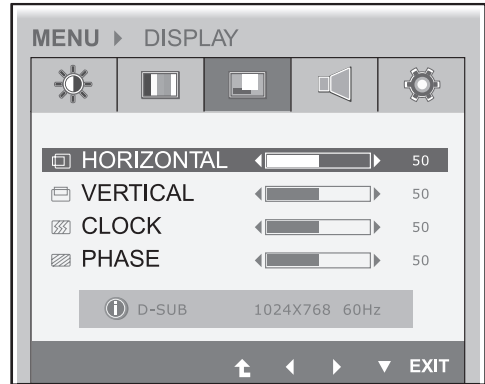 MENU DISPLAY
HORIZONTAL 50
VERTICAL 50
CLOCK 50
PHASE 50
D-SUB 1024X768 60Hz
EXIT